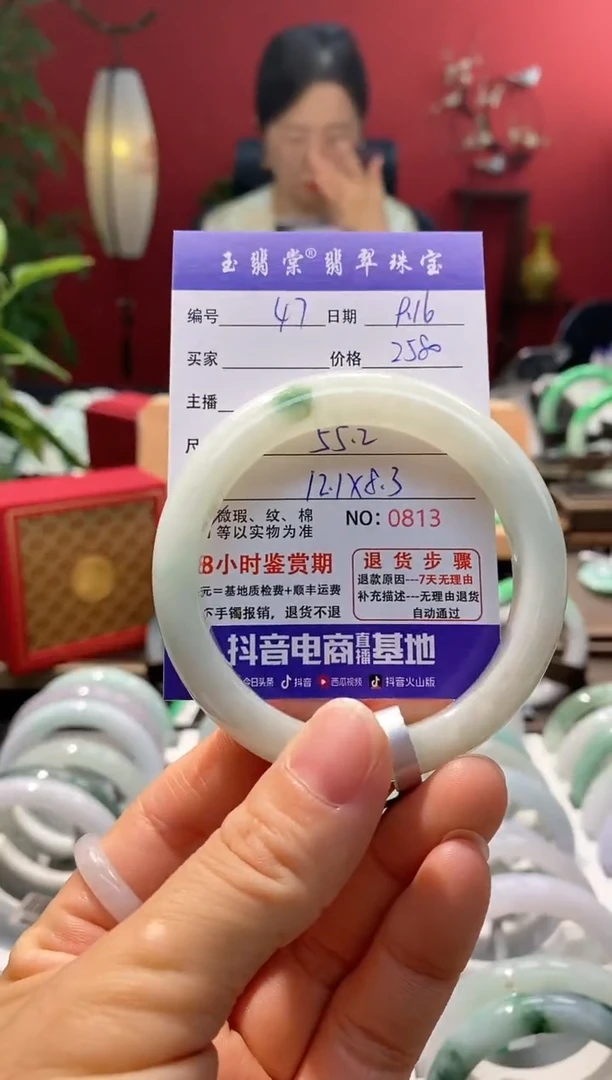 玉翡棠® 翡翠珠宝
编号 47 日期 9.16
买家 价格 2580
主播
尺 55.2
12.1X8.3
微瑕、纹、棉
等以实物为准
NO: 0813
8小时鉴赏期
元=基地质检费+顺丰运费
下手镯报销,退货不退
退货步骤
退款原因---7天无理由
补充描述---无理由退货
自动通过
抖音电商直播基地
今日头条 抖音 西瓜视频 抖音火山版